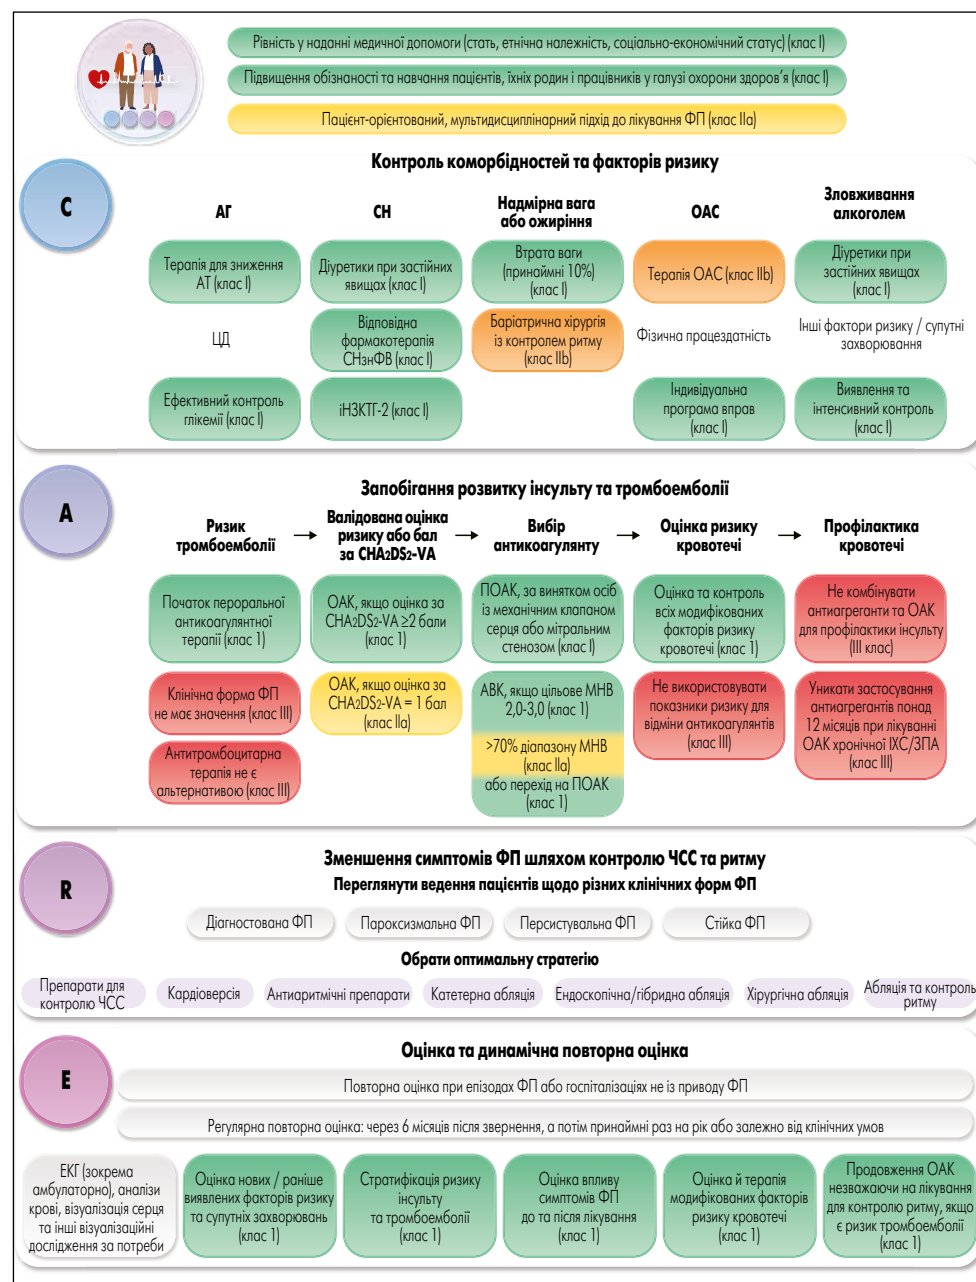 Рівність у наданні медичної допомоги (стать, етнічна належність, соціально-економічний статус) (клас I)
Підвищення обізнаності та навчання пацієнтів, їхніх родин і працівників у галузі охорони здоров’я (клас I)
Пацієнт-орієнтований, мультидисциплінарний підхід до лікування ФП (клас IIa)
C
Контроль коморбідностей та факторів ризику
АГ
СН
Надмірна вага
або ожиріння
ОАС
Зловживання
алкоголем
Терапія для зниження
АТ (клас I)
Діуретики при застійних
явищах (клас I)
Втрата ваги
(принаймні 10%)
(клас I)
Терапія ОАС (клас IIb)
Діуретики при
застійних явищах
(клас I)
ЦД
Відповідна
фармакотерапія
СНзнФВ (клас I)
Баріатрична хірургія
із контролем ритму
(клас IIb)
Фізична працездатність
Інші фактори ризику / супутні
захворювання
Ефективний контроль
глікемії (клас I)
іНЗКТГ-2 (клас I)
Індивідуальна
програма вправ
(клас I)
Виявлення та
інтенсивний контроль
(клас I)
A
Запобігання розвитку інсульту та тромбоемболії
Ризик
тромбоемболії
Валідована оцінка
ризику або бал
за CHA2DS2-VA
Вибір
антикоагулянту
Оцінка ризику
кровотечі
Профілактика
кровотечі
Початок пероральної
антикоагулянтної
терапії (клас 1)
ОАК, якщо оцінка за
CHA2DS2-VA ≥2 бали
(клас 1)
ПОАК, за винятком осіб
із механічним клапаном
серця або мітральним
стенозом (клас I)
Оцінка та контроль
всіх модифікованих
факторів ризику
кровотечі (клас 1)
Не комбінувати
антиагреганти та ОАК
для профілактики інсульту
(III клас)
Клінічна форма ФП
не має значення (клас III)
ОАК, якщо оцінка за
CHA2DS2-VA = 1 бал
(клас IIa)
АВК, якщо цільове МНВ
2,0-3,0 (клас 1)
>70% діапазону МНВ
(клас IIa)
або перехід на ПОАК
(клас 1)
Не використовувати
показники ризику для
відміни антикоагулянтів
(клас III)
Уникати застосування
антиагрегантів понад
12 місяців при лікуванні
ОАК хронічної ІХС/ЗПА
(клас III)
Антитромбоцитарна
терапія не є
альтернативою (клас III)
R
Зменшення симптомів ФП шляхом контролю ЧСС та ритму
Переглянути ведення пацієнтів щодо різних клінічних форм ФП
Діагностована ФП
Пароксизмальна ФП
Персистувальна ФП
Стійка ФП
Обрати оптимальну стратегію
Препарати для
контролю ЧСС
Кардіоверсія
Антиаритмічні препарати
Катетерна абляція
Ендоскопічна/гібридна абляція
Хірургічна абляція
Абляція та контроль
ритму
E
Оцінка та динамічна повторна оцінка
Повторна оцінка при епізодах ФП або госпіталізаціях не із приводу ФП
Регулярна повторна оцінка: через 6 місяців після звернення, а потім принаймні раз на рік або залежно від клінічних умов
ЕКГ (зокрема
амбулаторно), аналізи
крові, візуалізація серця
та інші візуалізаційні
дослідження за потреби
Оцінка нових / раніше
виявлених факторів ризику
та супутніх захворювань
(клас 1)
Стратифікація ризику
інсульту
та тромбоемболії
(клас 1)
Оцінка впливу
симптомів ФП
до та після лікування
(клас 1)
Оцінка й терапія
модифікованих факторів
ризику кровотечі
(клас 1)
Продовження ОАК
незважаючи на лікування
для контролю ритму, якщо
є ризик тромбоемболії
(клас 1)